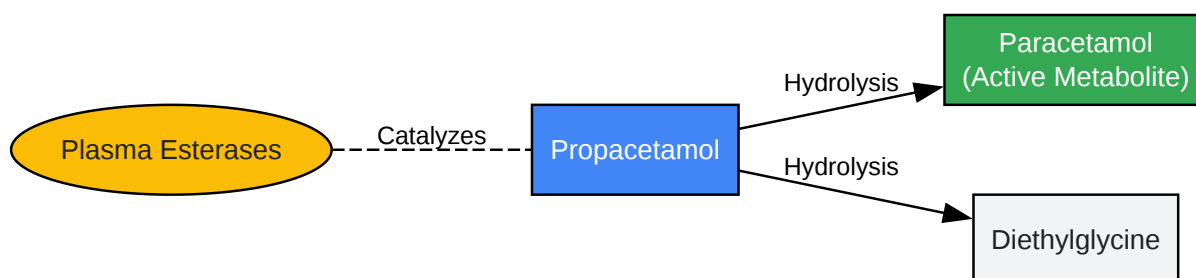 Plasma Esterases
Catalyzes
Propacetamol
Hydrolysis
Paracetamol
(Active Metabolite)
Hydrolysis
Diethylglycine